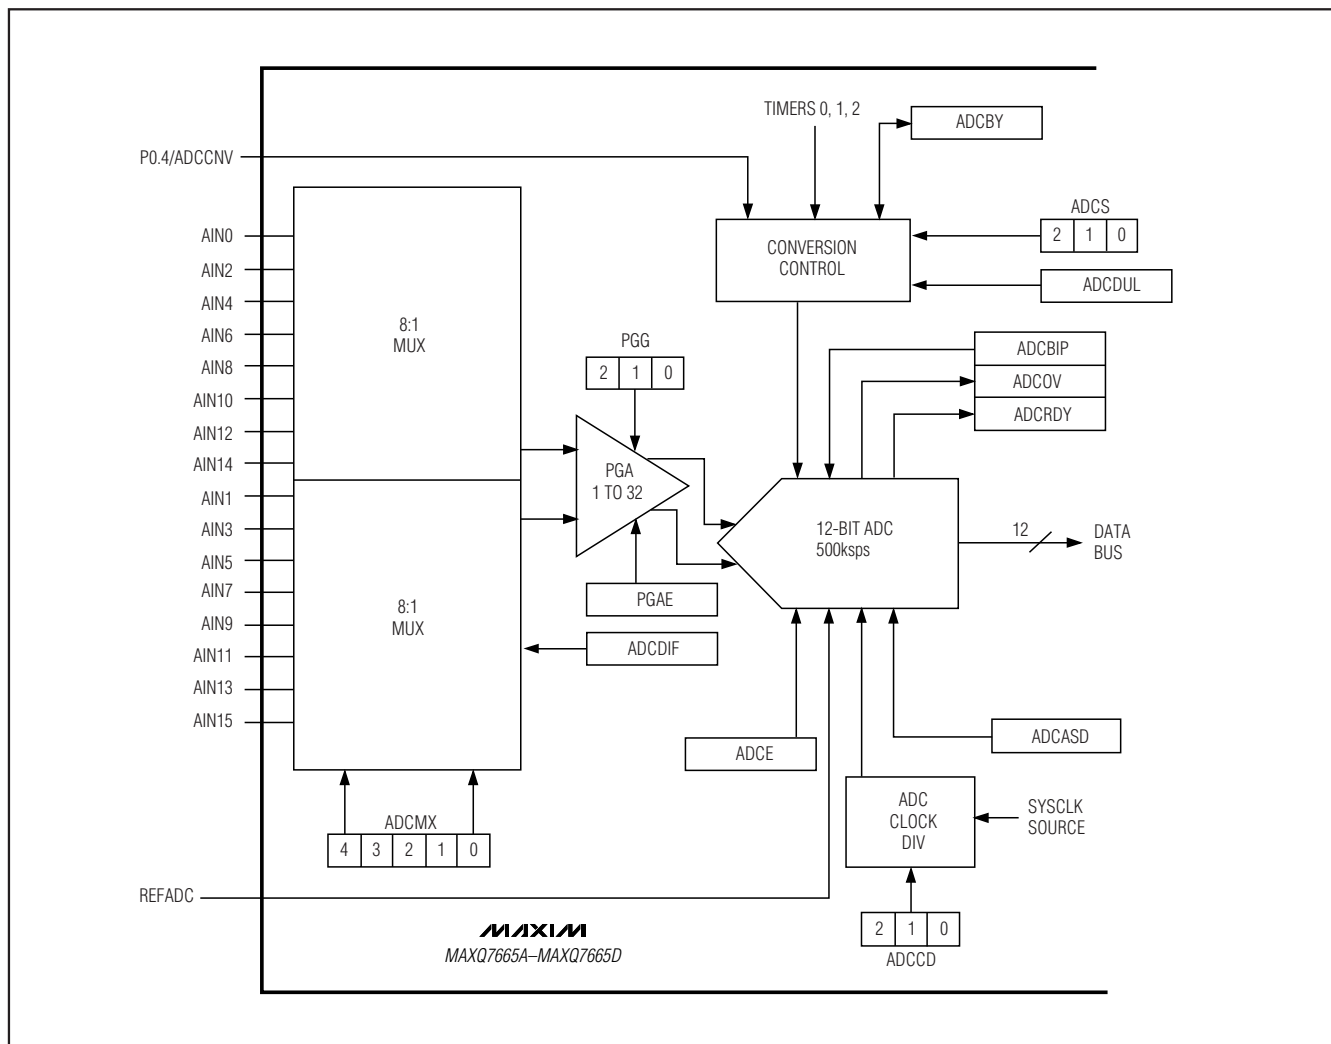 TIMERS 0, 1, 2
ADCBY
P0.4/ADCCNV
ADCS
2 1 0
CONVERSION
CONTROL
ADCDUL
AIN0
AIN2
AIN4
AIN6
AIN8
AIN10
AIN12
AIN14
8:1
MUX
AIN1
AIN3
AIN5
AIN7
AIN9
AIN11
AIN13
AIN15
8:1
MUX
PGG
2 1 0
PGA
1 TO 32
PGAE
ADCDIF
ADCBIP
ADCOV
ADCRDY
12-BIT ADC
500ksps
12
DATA
BUS
ADCE
ADCASD
ADC
CLOCK
DIV
SYSCLK
SOURCE
ADCMX
4 3 2 1 0
REFADC
2 1 0
ADCCD
MAXIM
MAXQ7665A–MAXQ7665D